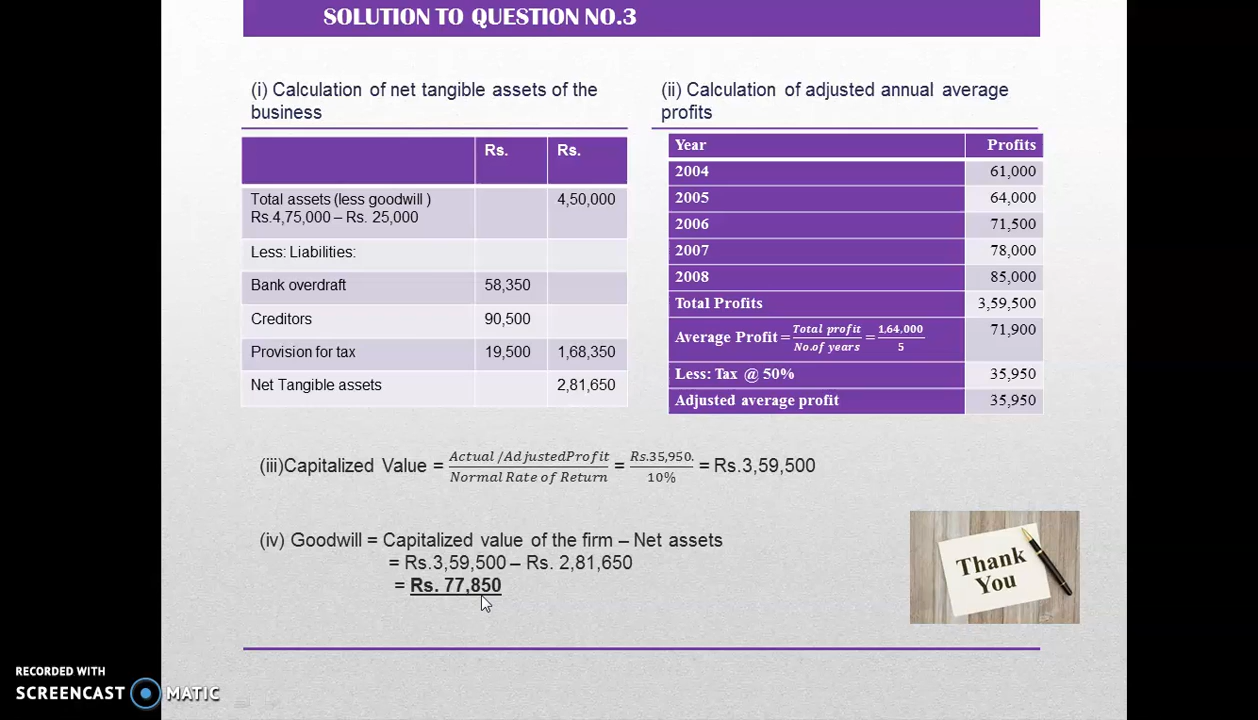 SOLUTION TO QUESTION NO.3
(i) Calculation of net tangible assets of the
business
Rs. Rs.
Total assets (less goodwill ) 4,50,000
Rs.4,75,000 – Rs. 25,000
Less: Liabilities:
Bank overdraft 58,350
Creditors 90,500
Provision for tax 19,500 1,68,350
Net Tangible assets 2,81,650
(ii) Calculation of adjusted annual average
profits
Year Profits
2004 61,000
2005 64,000
2006 71,500
2007 78,000
2008 85,000
Total Profits 3,59,500
Average Profit = Total profit / No.of years = 1,64,000 / 5 71,900
Less: Tax @ 50% 35,950
Adjusted average profit 35,950
(iii)Capitalized Value = Actual /AdjustedProfit / Normal Rate of Return = Rs.35,950. / 10% = Rs.3,59,500
(iv) Goodwill = Capitalized value of the firm – Net assets
= Rs.3,59,500 – Rs. 2,81,650
= Rs. 77,850
Thank
You
RECORDED WITH
SCREENCAST MATIC